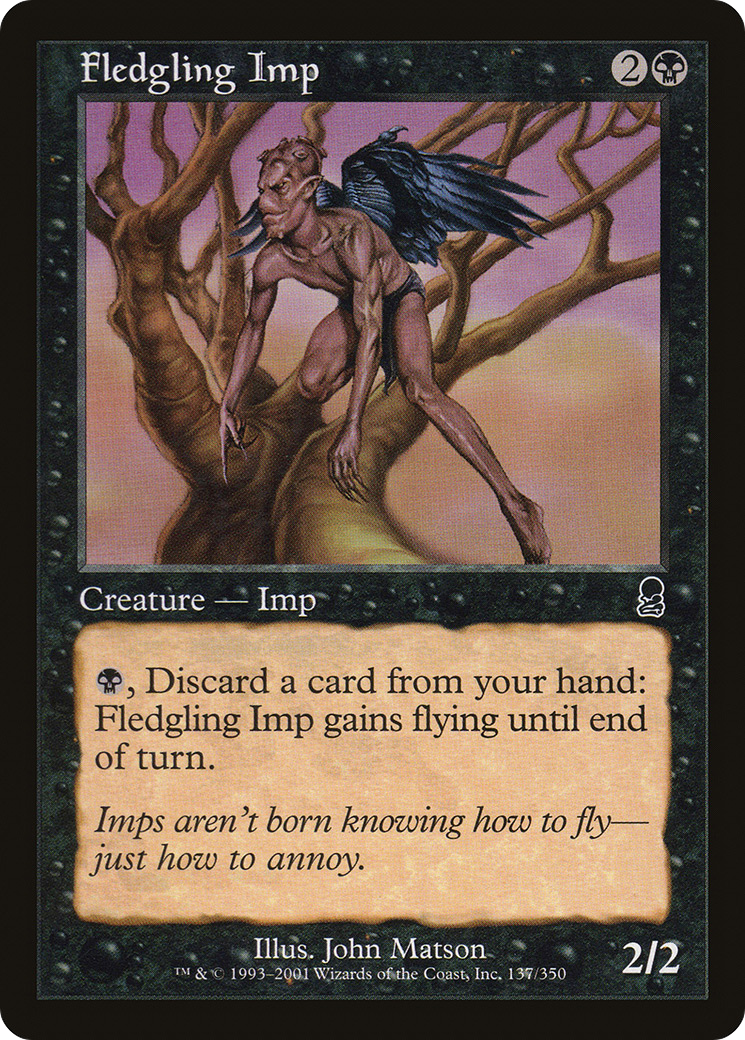 Fledgling Imp 2
Creature — Imp
, Discard a card from your hand:
Fledgling Imp gains flying until end
of turn.
Imps aren't born knowing how to fly—
just how to annoy.
Illus. John Matson
™ & © 1993–2001 Wizards of the Coast, Inc. 137/350
2/2